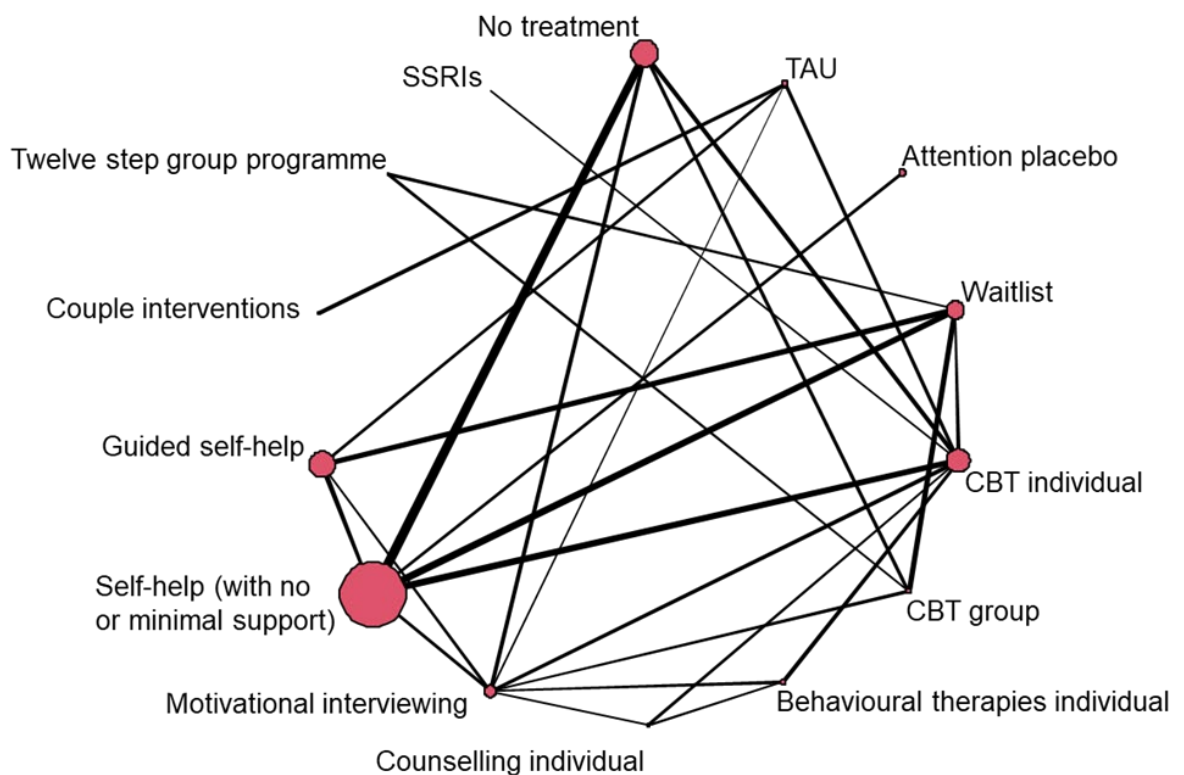 No treatment
SSRIs
TAU
Twelve step group programme
Attention placebo
Couple interventions
Waitlist
Guided self-help
CBT individual
Self-help (with no
or minimal support)
CBT group
Motivational interviewing
Behavioural therapies individual
Counselling individual